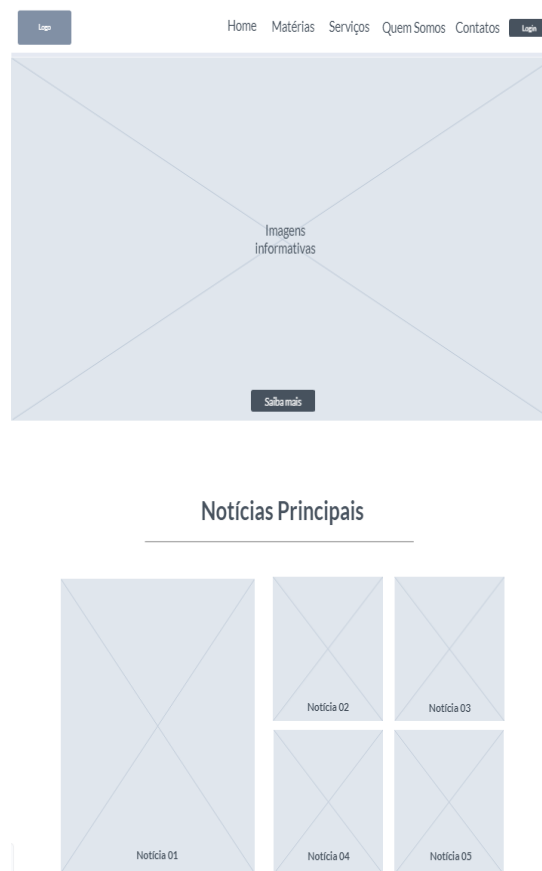 Logo
Home Matérias Serviços Quem Somos Contatos Login
Imagens
informativas
Saiba mais
Notícias Principais
Notícia 02
Notícia 03
Notícia 01
Notícia 04
Notícia 05